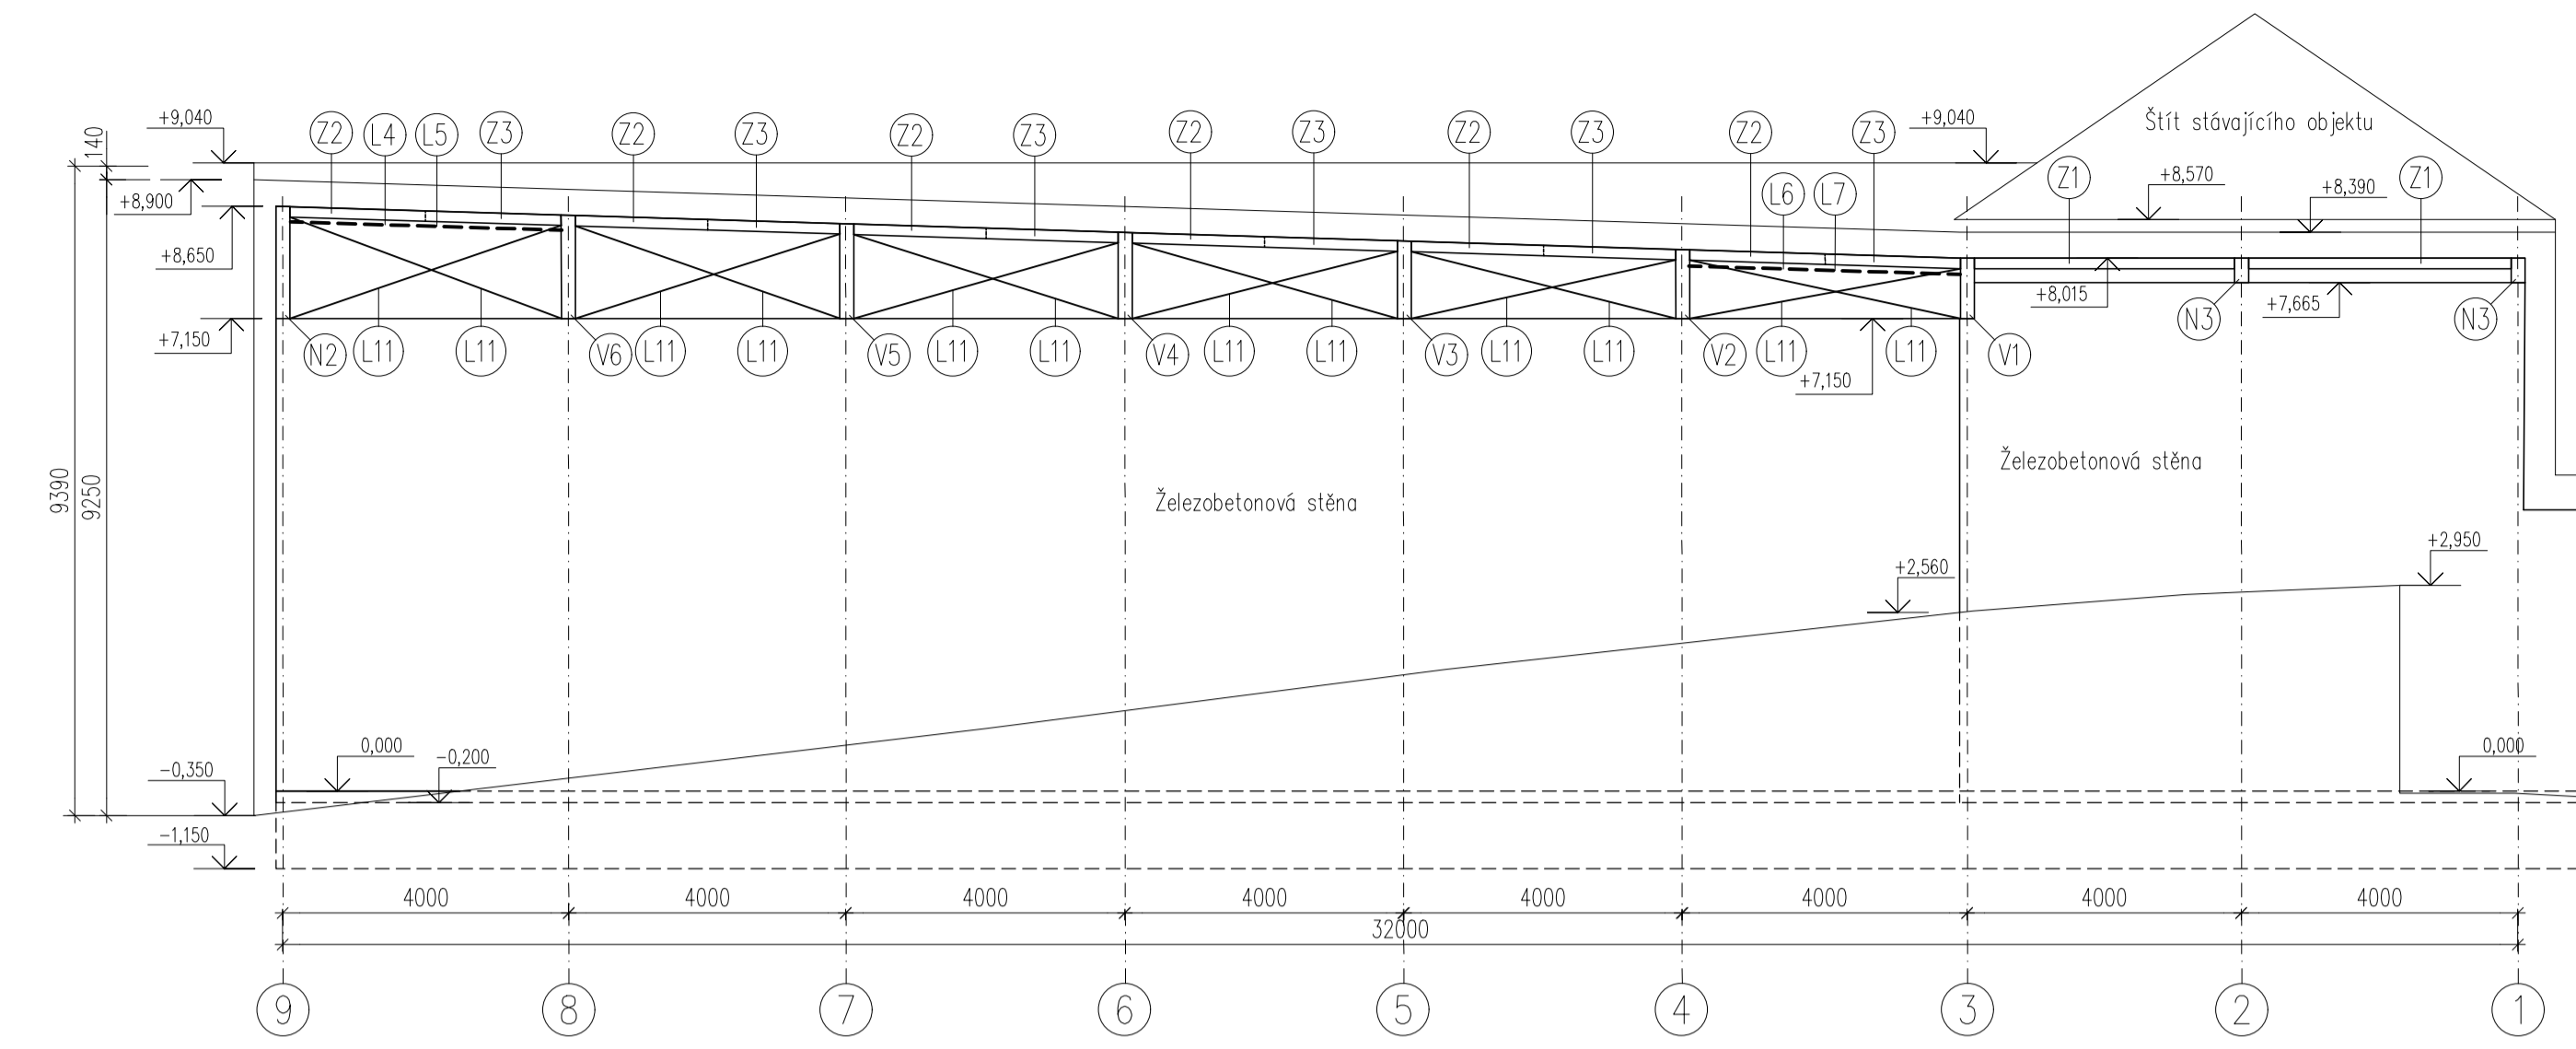 +9,040
140
Z2
L4
L5
Z3
Z2
Z3
Z2
Z3
Z2
Z3
Z2
Z3
Z2
Z3
+9,040
Štít stávajícího objektu
+8,900
L6
L7
Z1
+8,570
+8,390
Z1
+8,650
+8,015
+7,665
+7,150
N2
L11
L11
V6
L11
L11
V5
L11
L11
V4
L11
L11
V3
L11
L11
V2
L11
L11
V1
N3
N3
+7,150
9390
9250
Železobetonová stěna
Železobetonová stěna
+2,560
+2,950
0,000
-0,200
0,000
-0,350
-1,150
4000
4000
4000
4000
4000
4000
4000
4000
32000
9
8
7
6
5
4
3
2
1